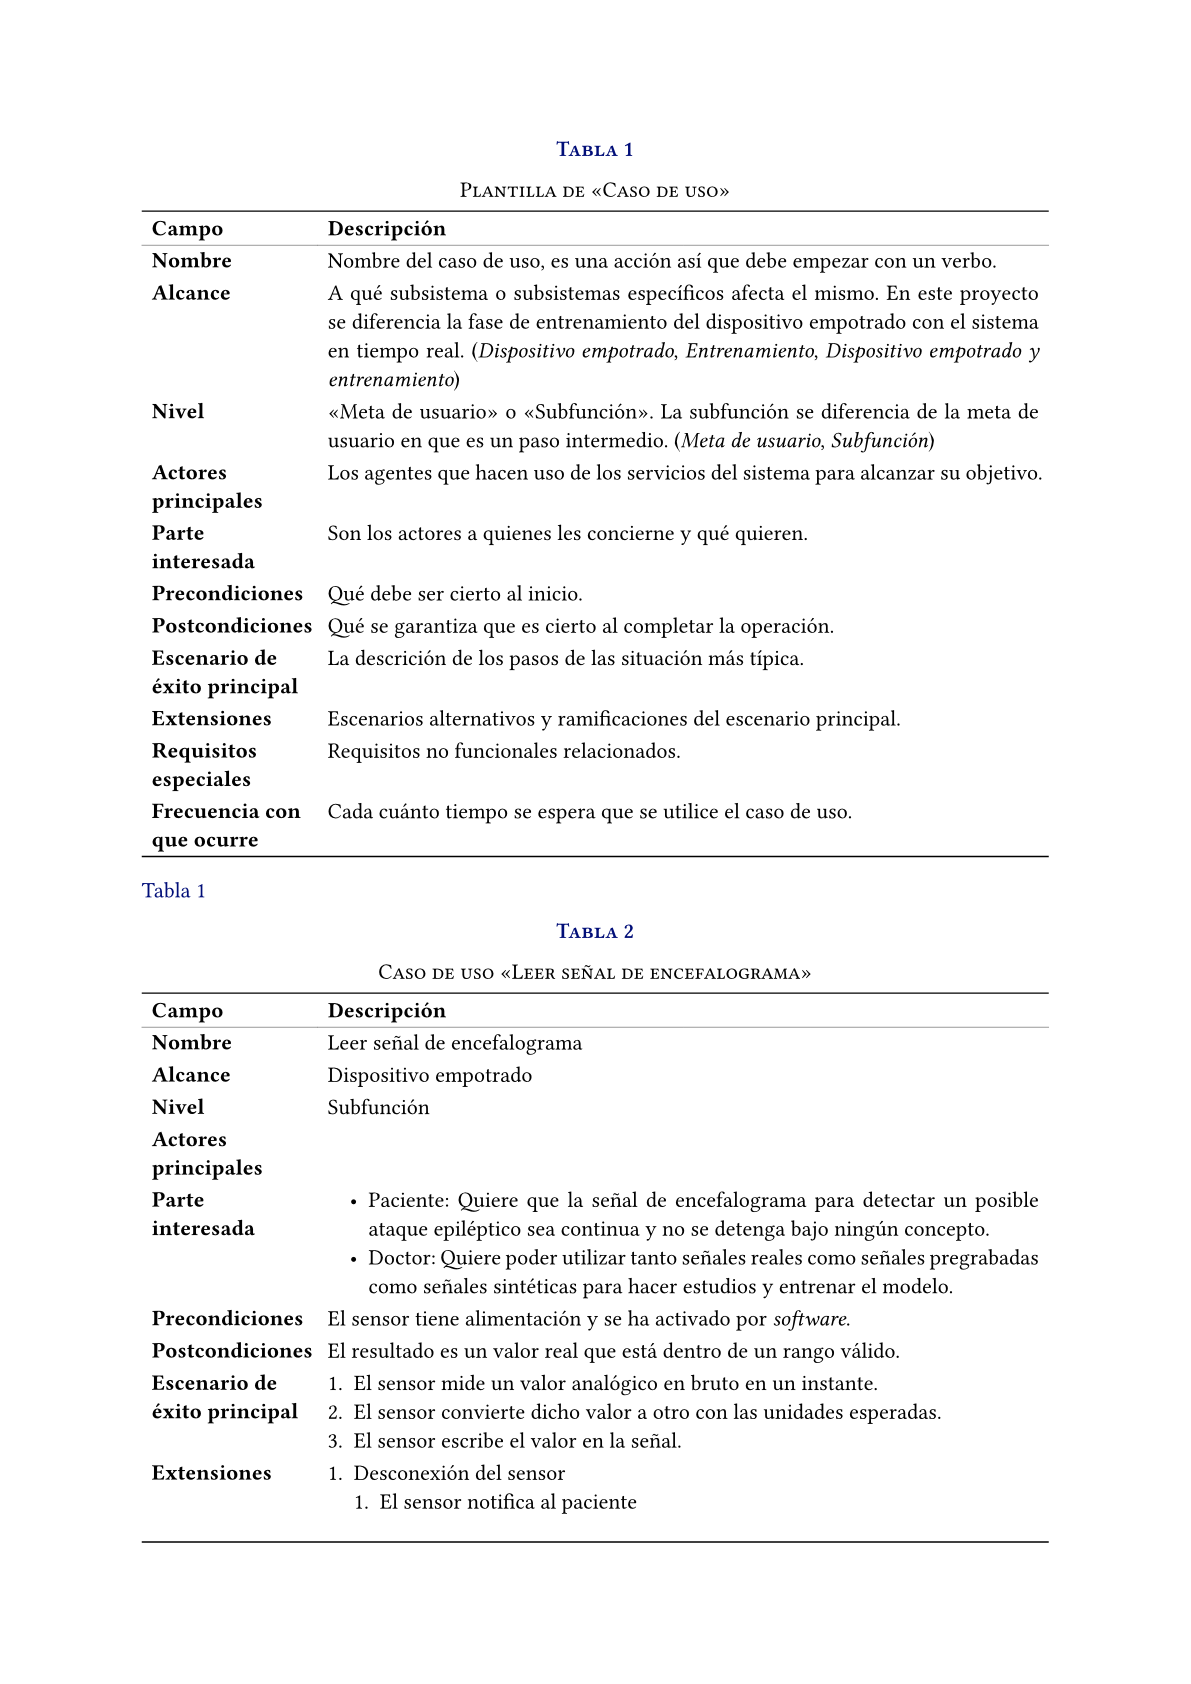 Tabla 1
Plantilla de «Caso de uso»
Campo Descripción
Nombre Nombre del caso de uso, es una acción así que debe empezar con un verbo.
Alcance A qué subsistema o subsistemas específicos afecta el mismo. En este proyecto
se diferencia la fase de entrenamiento del dispositivo empotrado con el sistema
en tiempo real. (Dispositivo empotrado, Entrenamiento, Dispositivo empotrado y
entrenamiento)
Nivel «Meta de usuario» o «Subfunción». La subfunción se diferencia de la meta de
usuario en que es un paso intermedio. (Meta de usuario, Subfunción)
Actores Los agentes que hacen uso de los servicios del sistema para alcanzar su objetivo.
principales
Parte Son los actores a quienes les concierne y qué quieren.
interesada
Precondiciones Qué debe ser cierto al inicio.
Postcondiciones Qué se garantiza que es cierto al completar la operación.
Escenario de La descrición de los pasos de las situación más típica.
éxito principal
Extensiones Escenarios alternativos y ramificaciones del escenario principal.
Requisitos Requisitos no funcionales relacionados.
especiales
Frecuencia con Cada cuánto tiempo se espera que se utilice el caso de uso.
que ocurre
Tabla 1
Tabla 2
Caso de uso «Leer señal de encefalograma»
Campo Descripción
Nombre Leer señal de encefalograma
Alcance Dispositivo empotrado
Nivel Subfunción
Actores
principales
Parte • Paciente: Quiere que la señal de encefalograma para detectar un posible
interesada ataque epiléptico sea continua y no se detenga bajo ningún concepto.
• Doctor: Quiere poder utilizar tanto señales reales como señales pregrabadas
como señales sintéticas para hacer estudios y entrenar el modelo.
Precondiciones El sensor tiene alimentación y se ha activado por software.
Postcondiciones El resultado es un valor real que está dentro de un rango válido.
Escenario de 1. El sensor mide un valor analógico en bruto en un instante.
éxito principal 2. El sensor convierte dicho valor a otro con las unidades esperadas.
3. El sensor escribe el valor en la señal.
Extensiones 1. Desconexión del sensor
1. El sensor notifica al paciente